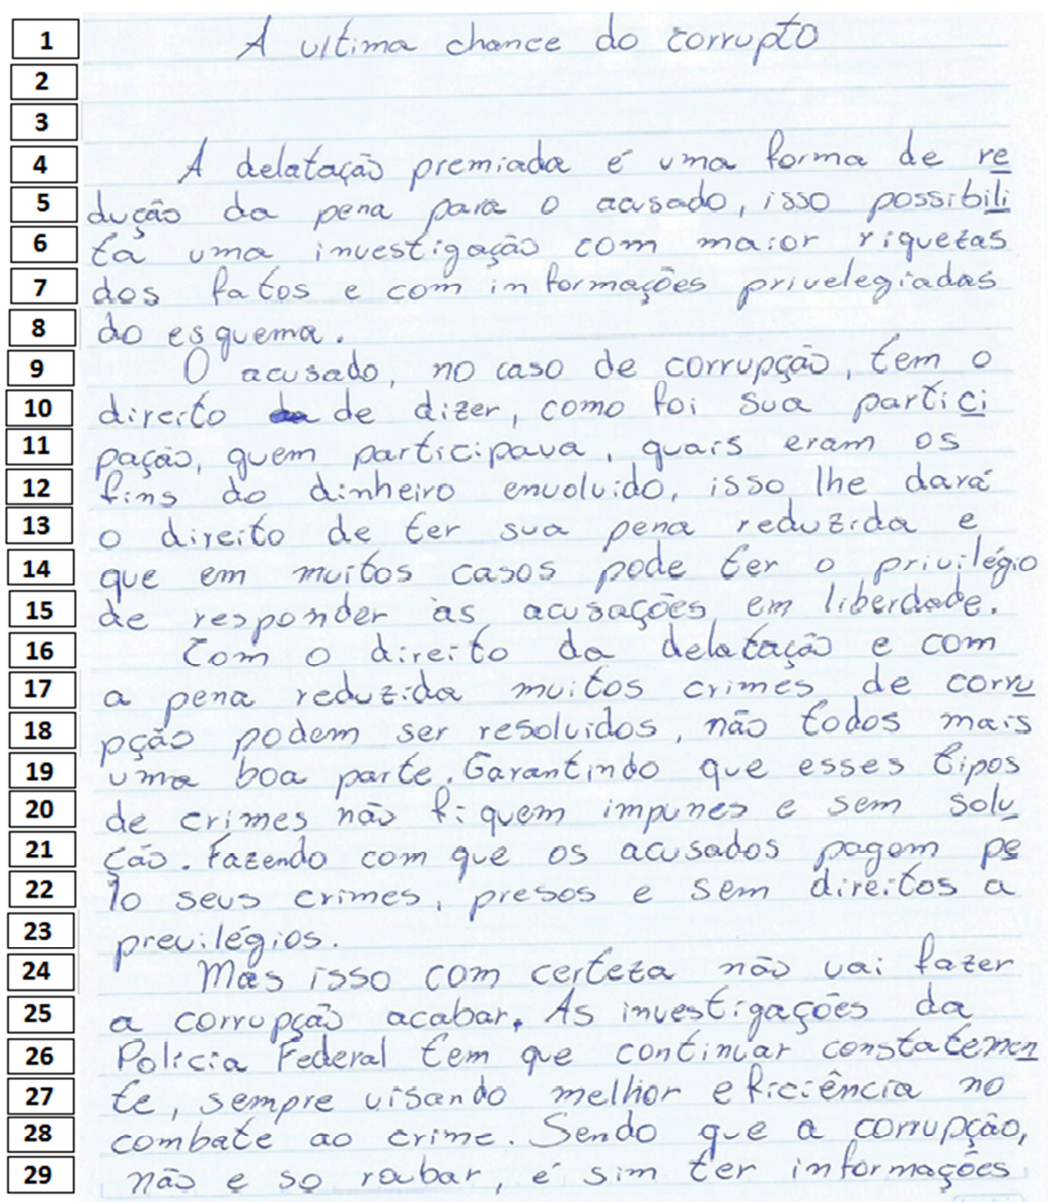 1 A ultima chance do corrupto
2
3
4 A delatação premiada é uma forma de re
5 dução da pena para o acusado, isso possibili
6 ta uma investigação com maior riquezas
7 dos fatos e com informações privelegiadas
8 do esquema.
9 O acusado, no caso de corrupção, tem o
10 direito de dizer, como foi sua partici
11 pação, quem participava, quais eram os
12 fins do dinheiro envolvido, isso lhe dará
13 o direito de ter sua pena reduzida e
14 que em muitos casos pode ter o privilégio
15 de responder às acusações em liberdade.
16 Com o direito da delatação e com
17 a pena reduzida muitos crimes de corru
18 pção podem ser resolvidos, não todos mais
19 uma boa parte. Garantindo que esses tipos
20 de crimes não fiquem impunes e sem solu
21 ção. Fazendo com que os acusados pagem pe
22 lo seus crimes, presos e sem direitos a
23 previlégios.
24 Mas isso com certeza não vai fazer
25 a corrupção acabar. As investigações da
26 Polícia Federal tem que continuar constatemen
27 te, sempre visando melhor eficiência no
28 combate ao crime. Sendo que a corrupção,
29 não e so roubar, é sim ter informações